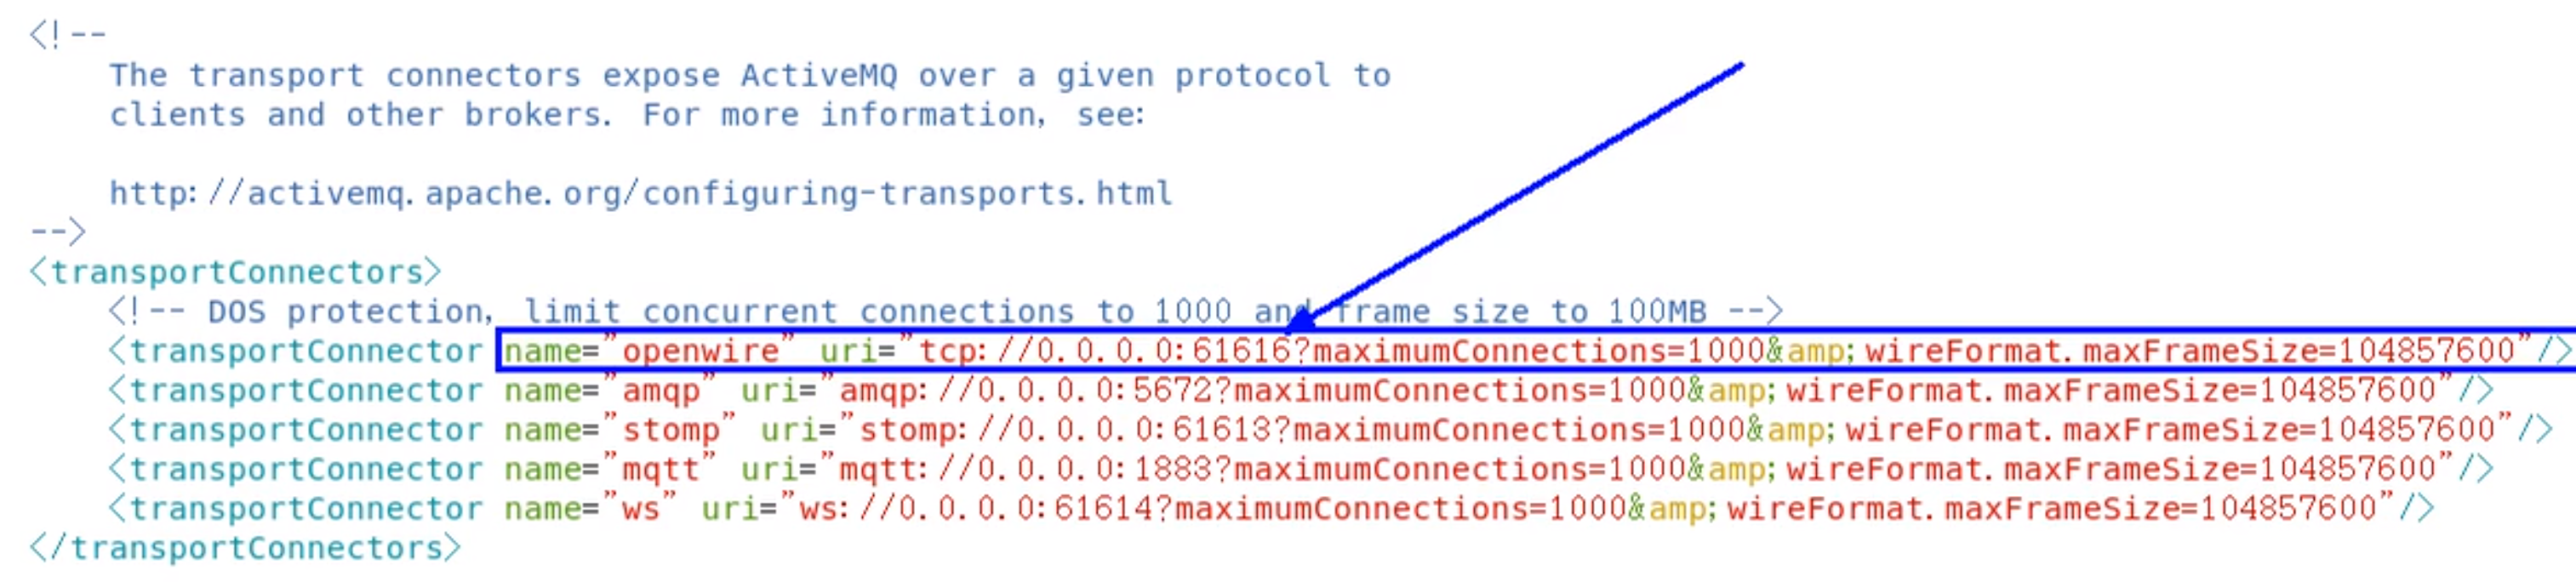 <!--
The transport connectors expose ActiveMQ over a given protocol to
clients and other brokers. For more information, see:
http://activemq.apache.org/configuring-transports.html
-->
<transportConnectors>
<!-- DOS protection, limit concurrent connections to 1000 and frame size to 100MB -->
<transportConnector name="openwire" uri="tcp://0.0.0.0:61616?maximumConnections=1000&amp;wireFormat.maxFrameSize=104857600"/>
<transportConnector name="amqp" uri="amqp://0.0.0.0:5672?maximumConnections=1000&amp;wireFormat.maxFrameSize=104857600"/>
<transportConnector name="stomp" uri="stomp://0.0.0.0:61613?maximumConnections=1000&amp;wireFormat.maxFrameSize=104857600"/>
<transportConnector name="mqtt" uri="mqtt://0.0.0.0:1883?maximumConnections=1000&amp;wireFormat.maxFrameSize=104857600"/>
<transportConnector name="ws" uri="ws://0.0.0.0:61614?maximumConnections=1000&amp;wireFormat.maxFrameSize=104857600"/>
</transportConnectors>